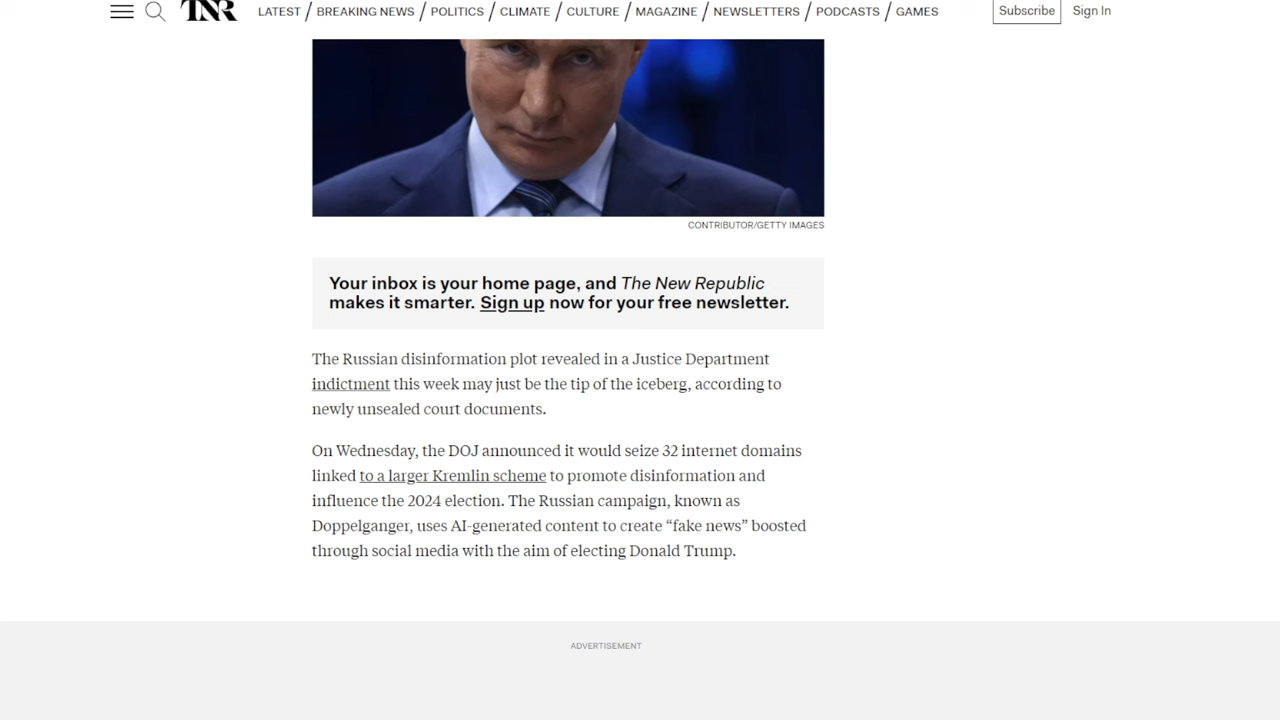 TNR
LATEST / BREAKING NEWS / POLITICS / CLIMATE / CULTURE / MAGAZINE / NEWSLETTERS / PODCASTS / GAMES
Subscribe
Sign In
CONTRIBUTOR/GETTY IMAGES
Your inbox is your home page, and The New Republic
makes it smarter. Sign up now for your free newsletter.
The Russian disinformation plot revealed in a Justice Department
indictment this week may just be the tip of the iceberg, according to
newly unsealed court documents.
On Wednesday, the DOJ announced it would seize 32 internet domains
linked to a larger Kremlin scheme to promote disinformation and
influence the 2024 election. The Russian campaign, known as
Doppelganger, uses AI-generated content to create “fake news” boosted
through social media with the aim of electing Donald Trump.
ADVERTISEMENT